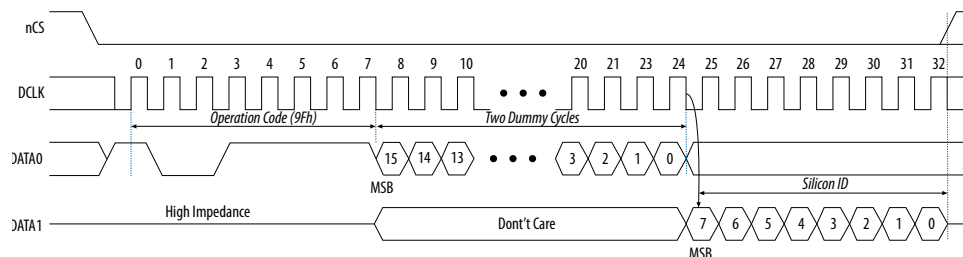 nCS
0 1 2 3 4 5 6 7 8 9 10 20 21 23 24 25 26 27 28 29 30 31 32
DCLK
Operation Code (9Fh) Two Dummy Cycles
DATA0 15 14 13 3 2 1 0
MSB Silicon ID
High Impedance
DATA1 Dont't Care 7 6 5 4 3 2 1 0
MSB